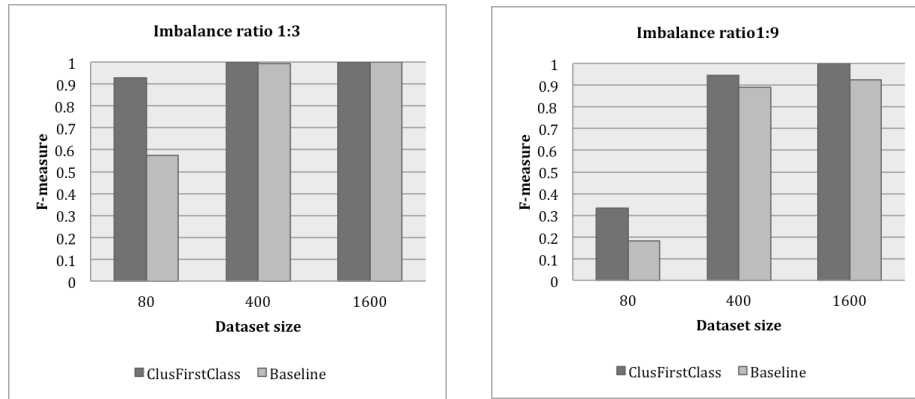 Imbalance ratio 1:3
F-measure
1
0.9
0.8
0.7
0.6
0.5
0.4
0.3
0.2
0.1
0
80 400 1600
Dataset size
ClusFirstClass Baseline
Imbalance ratio1:9
F-measure
1
0.9
0.8
0.7
0.6
0.5
0.4
0.3
0.2
0.1
0
80 400 1600
Dataset size
ClusFirstClass Baseline